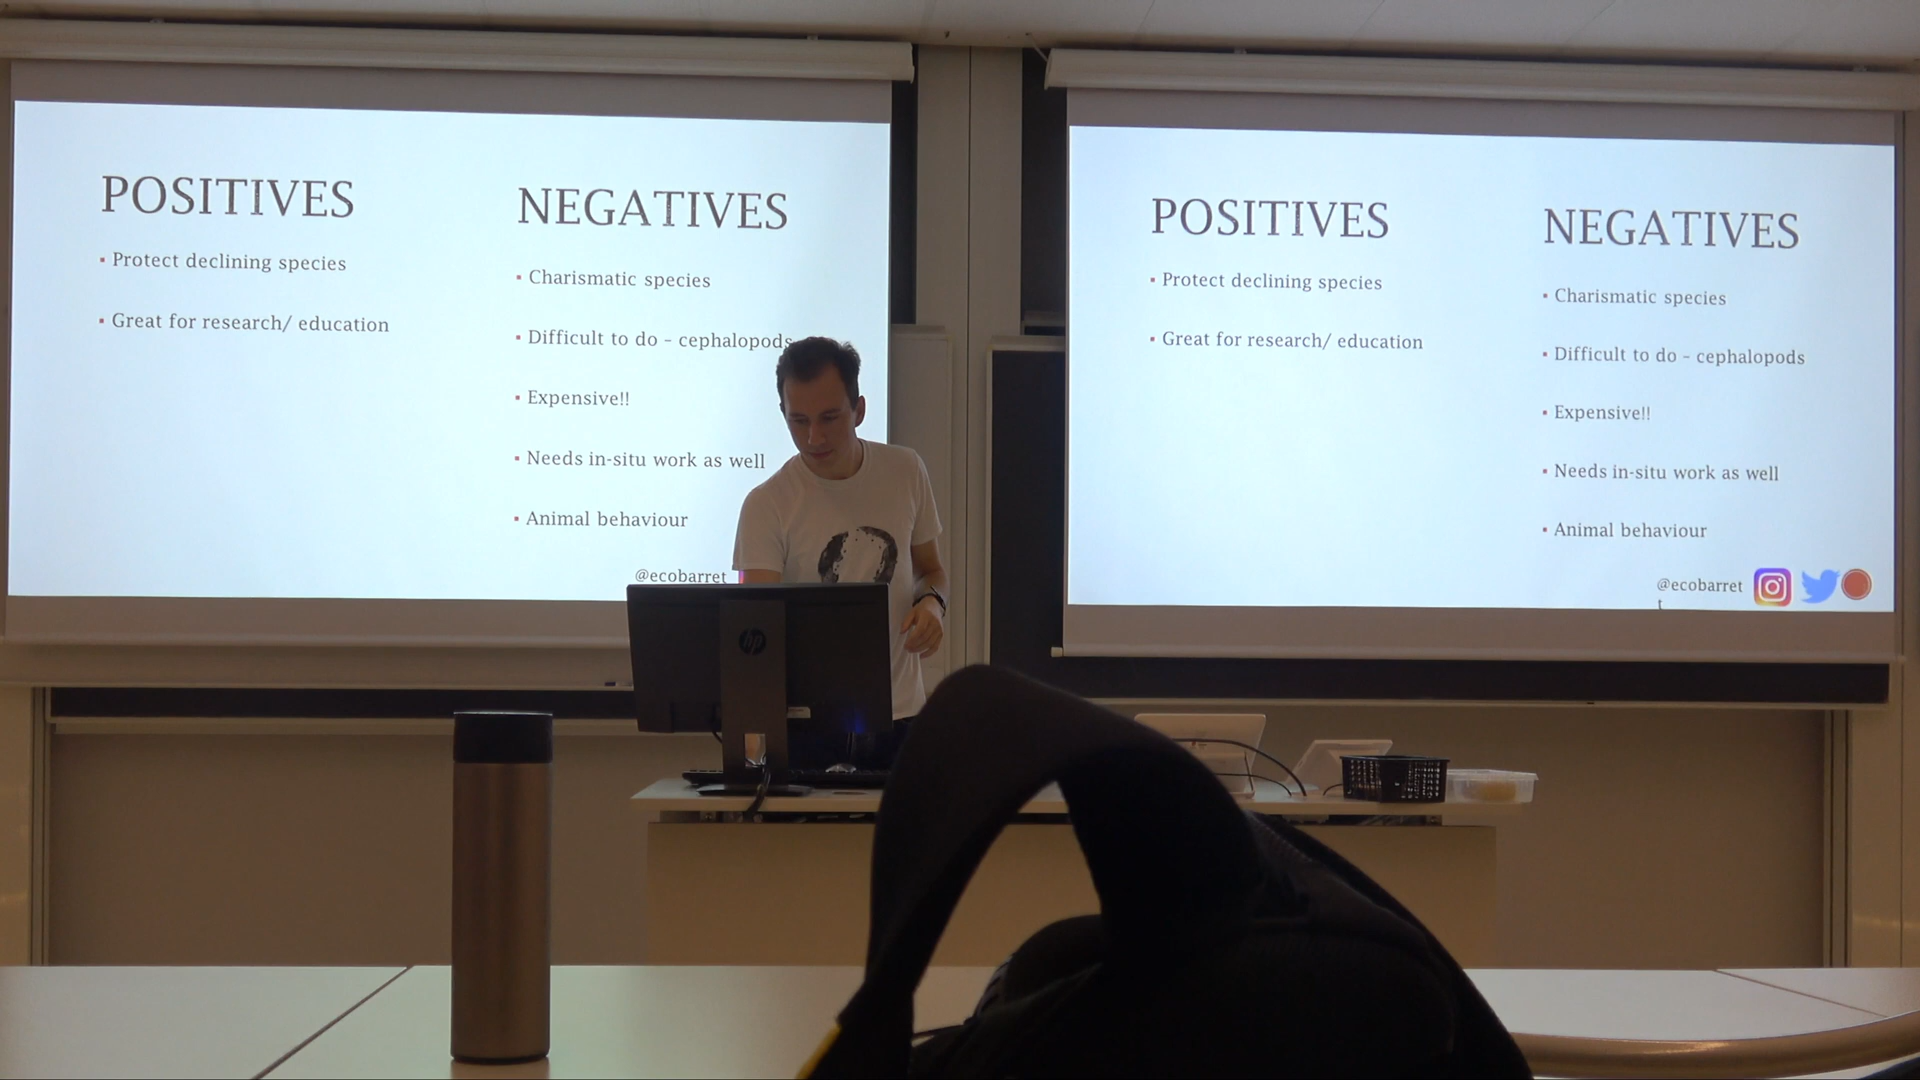 POSITIVES
▪ Protect declining species
▪ Great for research/ education
NEGATIVES
▪ Charismatic species
▪ Difficult to do - cephalopods
▪ Expensive!!
▪ Needs in-situ work as well
▪ Animal behaviour
@ecobarret
hp
POSITIVES
▪ Protect declining species
▪ Great for research/ education
NEGATIVES
▪ Charismatic species
▪ Difficult to do - cephalopods
▪ Expensive!!
▪ Needs in-situ work as well
▪ Animal behaviour
@ecobarret
t